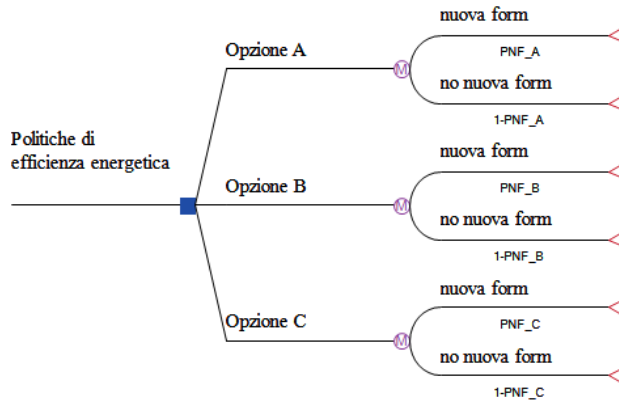 nuova form
Opzione A
PNF_A
M
no nuova form
1-PNF_A
Politiche di
efficienza energetica
nuova form
Opzione B
PNF_B
M
no nuova form
1-PNF_B
nuova form
Opzione C
PNF_C
M
no nuova form
1-PNF_C